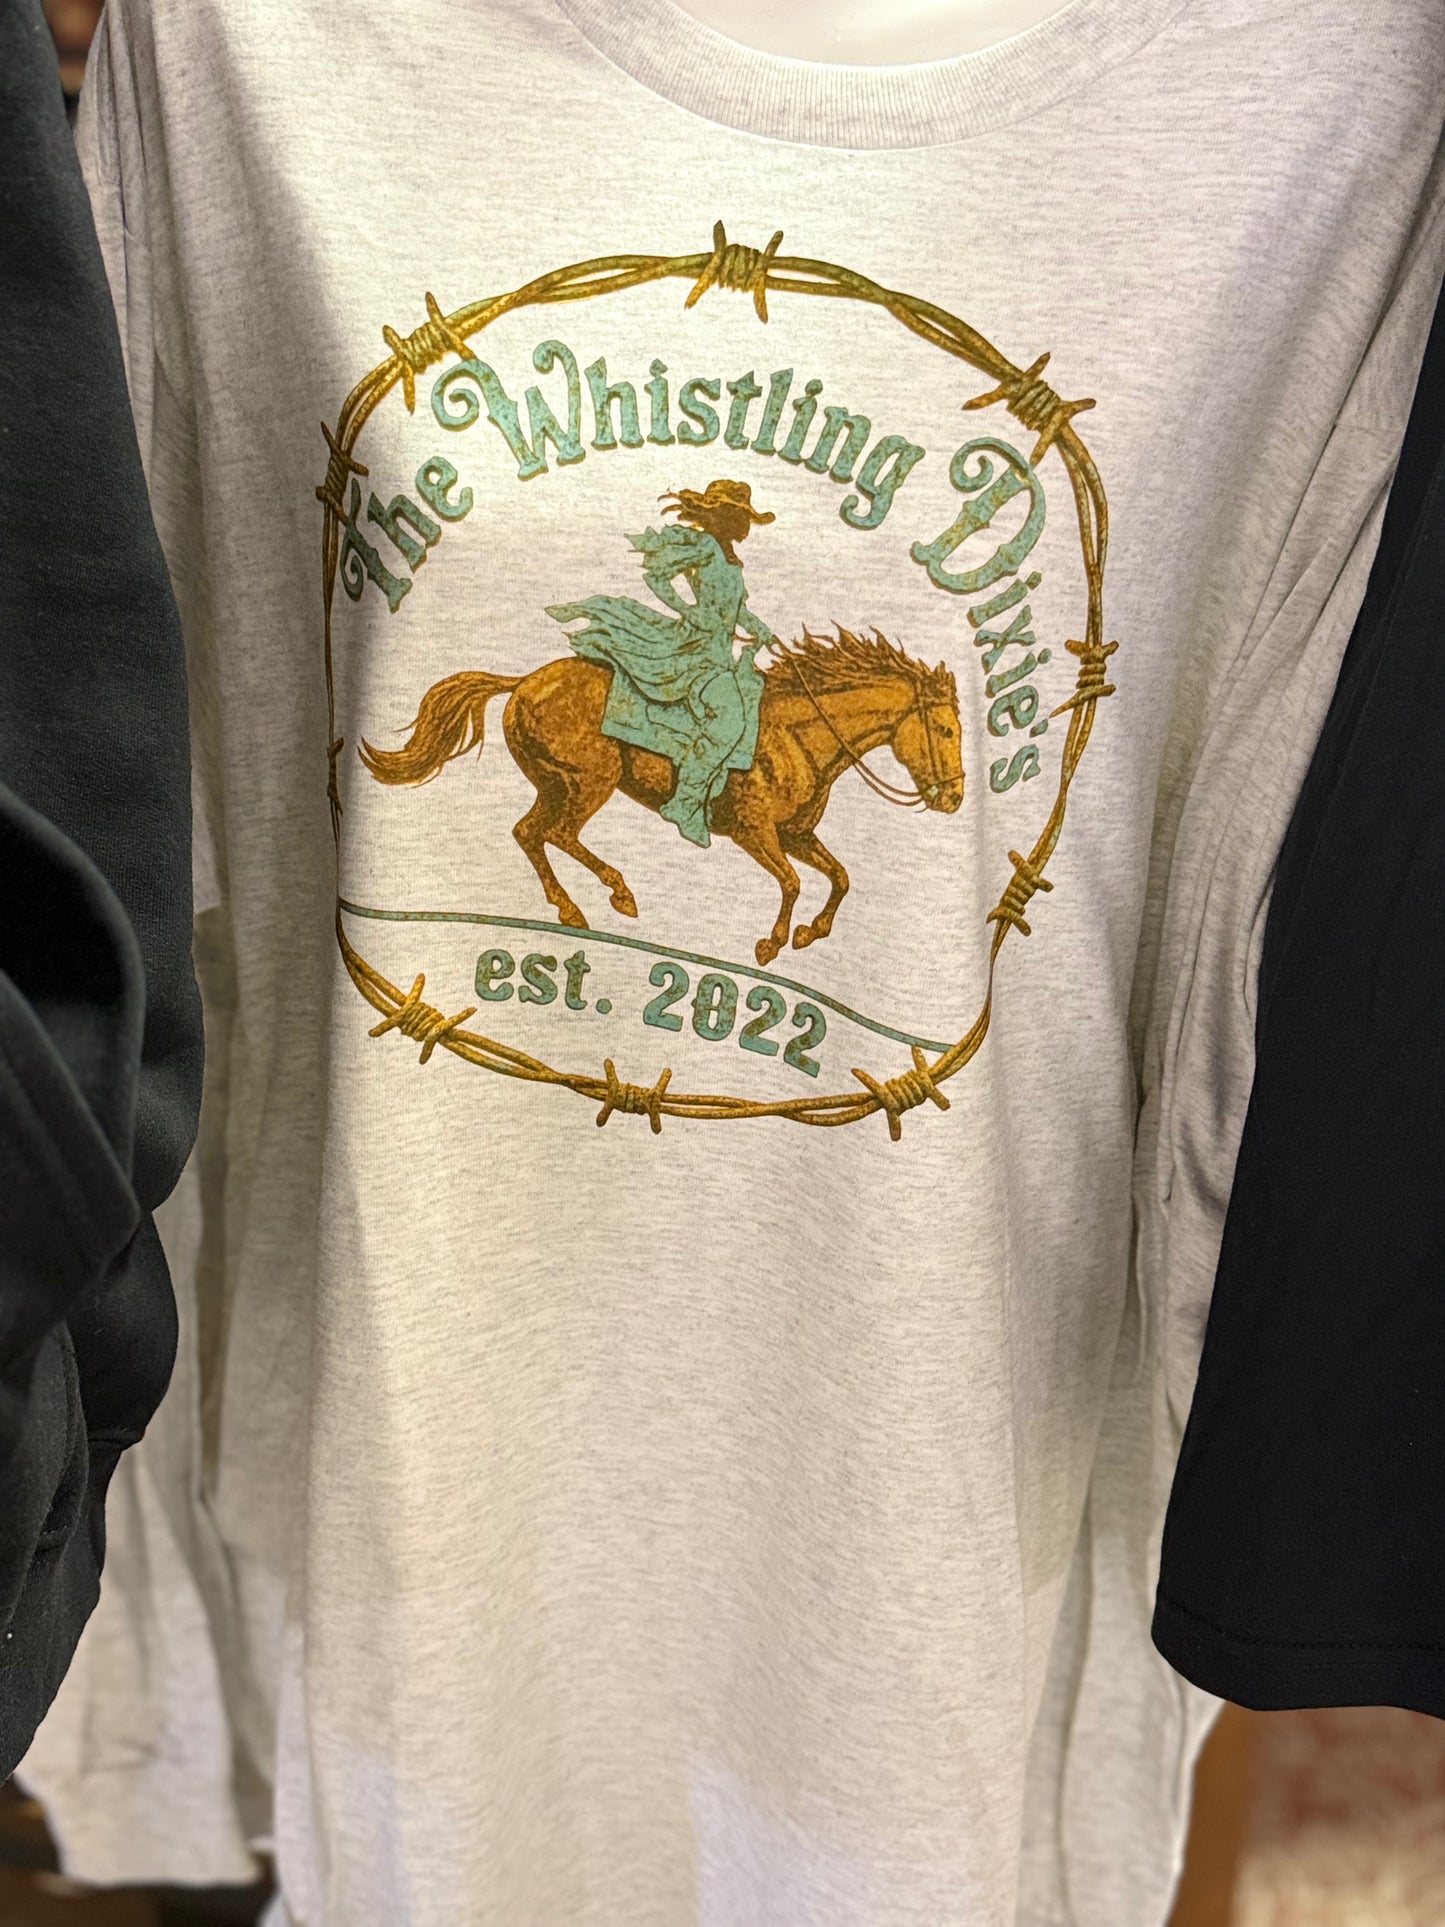 The Whistling Dixie's
est. 2022